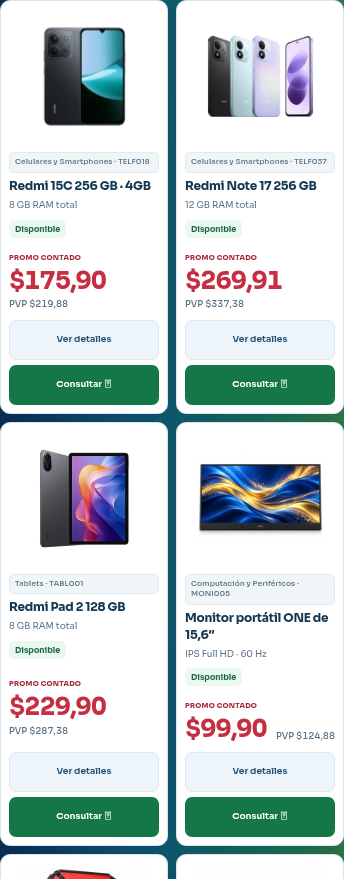 Celulares y Smartphones · TELF018
Redmi 15C 256 GB · 4GB
8 GB RAM total
Disponible
PROMO CONTADO
$175,90
PVP $219,88
Ver detalles
Consultar
Celulares y Smartphones · TELF037
Redmi Note 17 256 GB
12 GB RAM total
Disponible
PROMO CONTADO
$269,91
PVP $337,38
Ver detalles
Consultar
Tablets · TABL001
Redmi Pad 2 128 GB
8 GB RAM total
Disponible
PROMO CONTADO
$229,90
PVP $287,38
Ver detalles
Consultar
Computación y Periféricos ·
MONI005
Monitor portátil ONE de
15,6”
IPS Full HD · 60 Hz
Disponible
PROMO CONTADO
$99,90 PVP $124,88
Ver detalles
Consultar